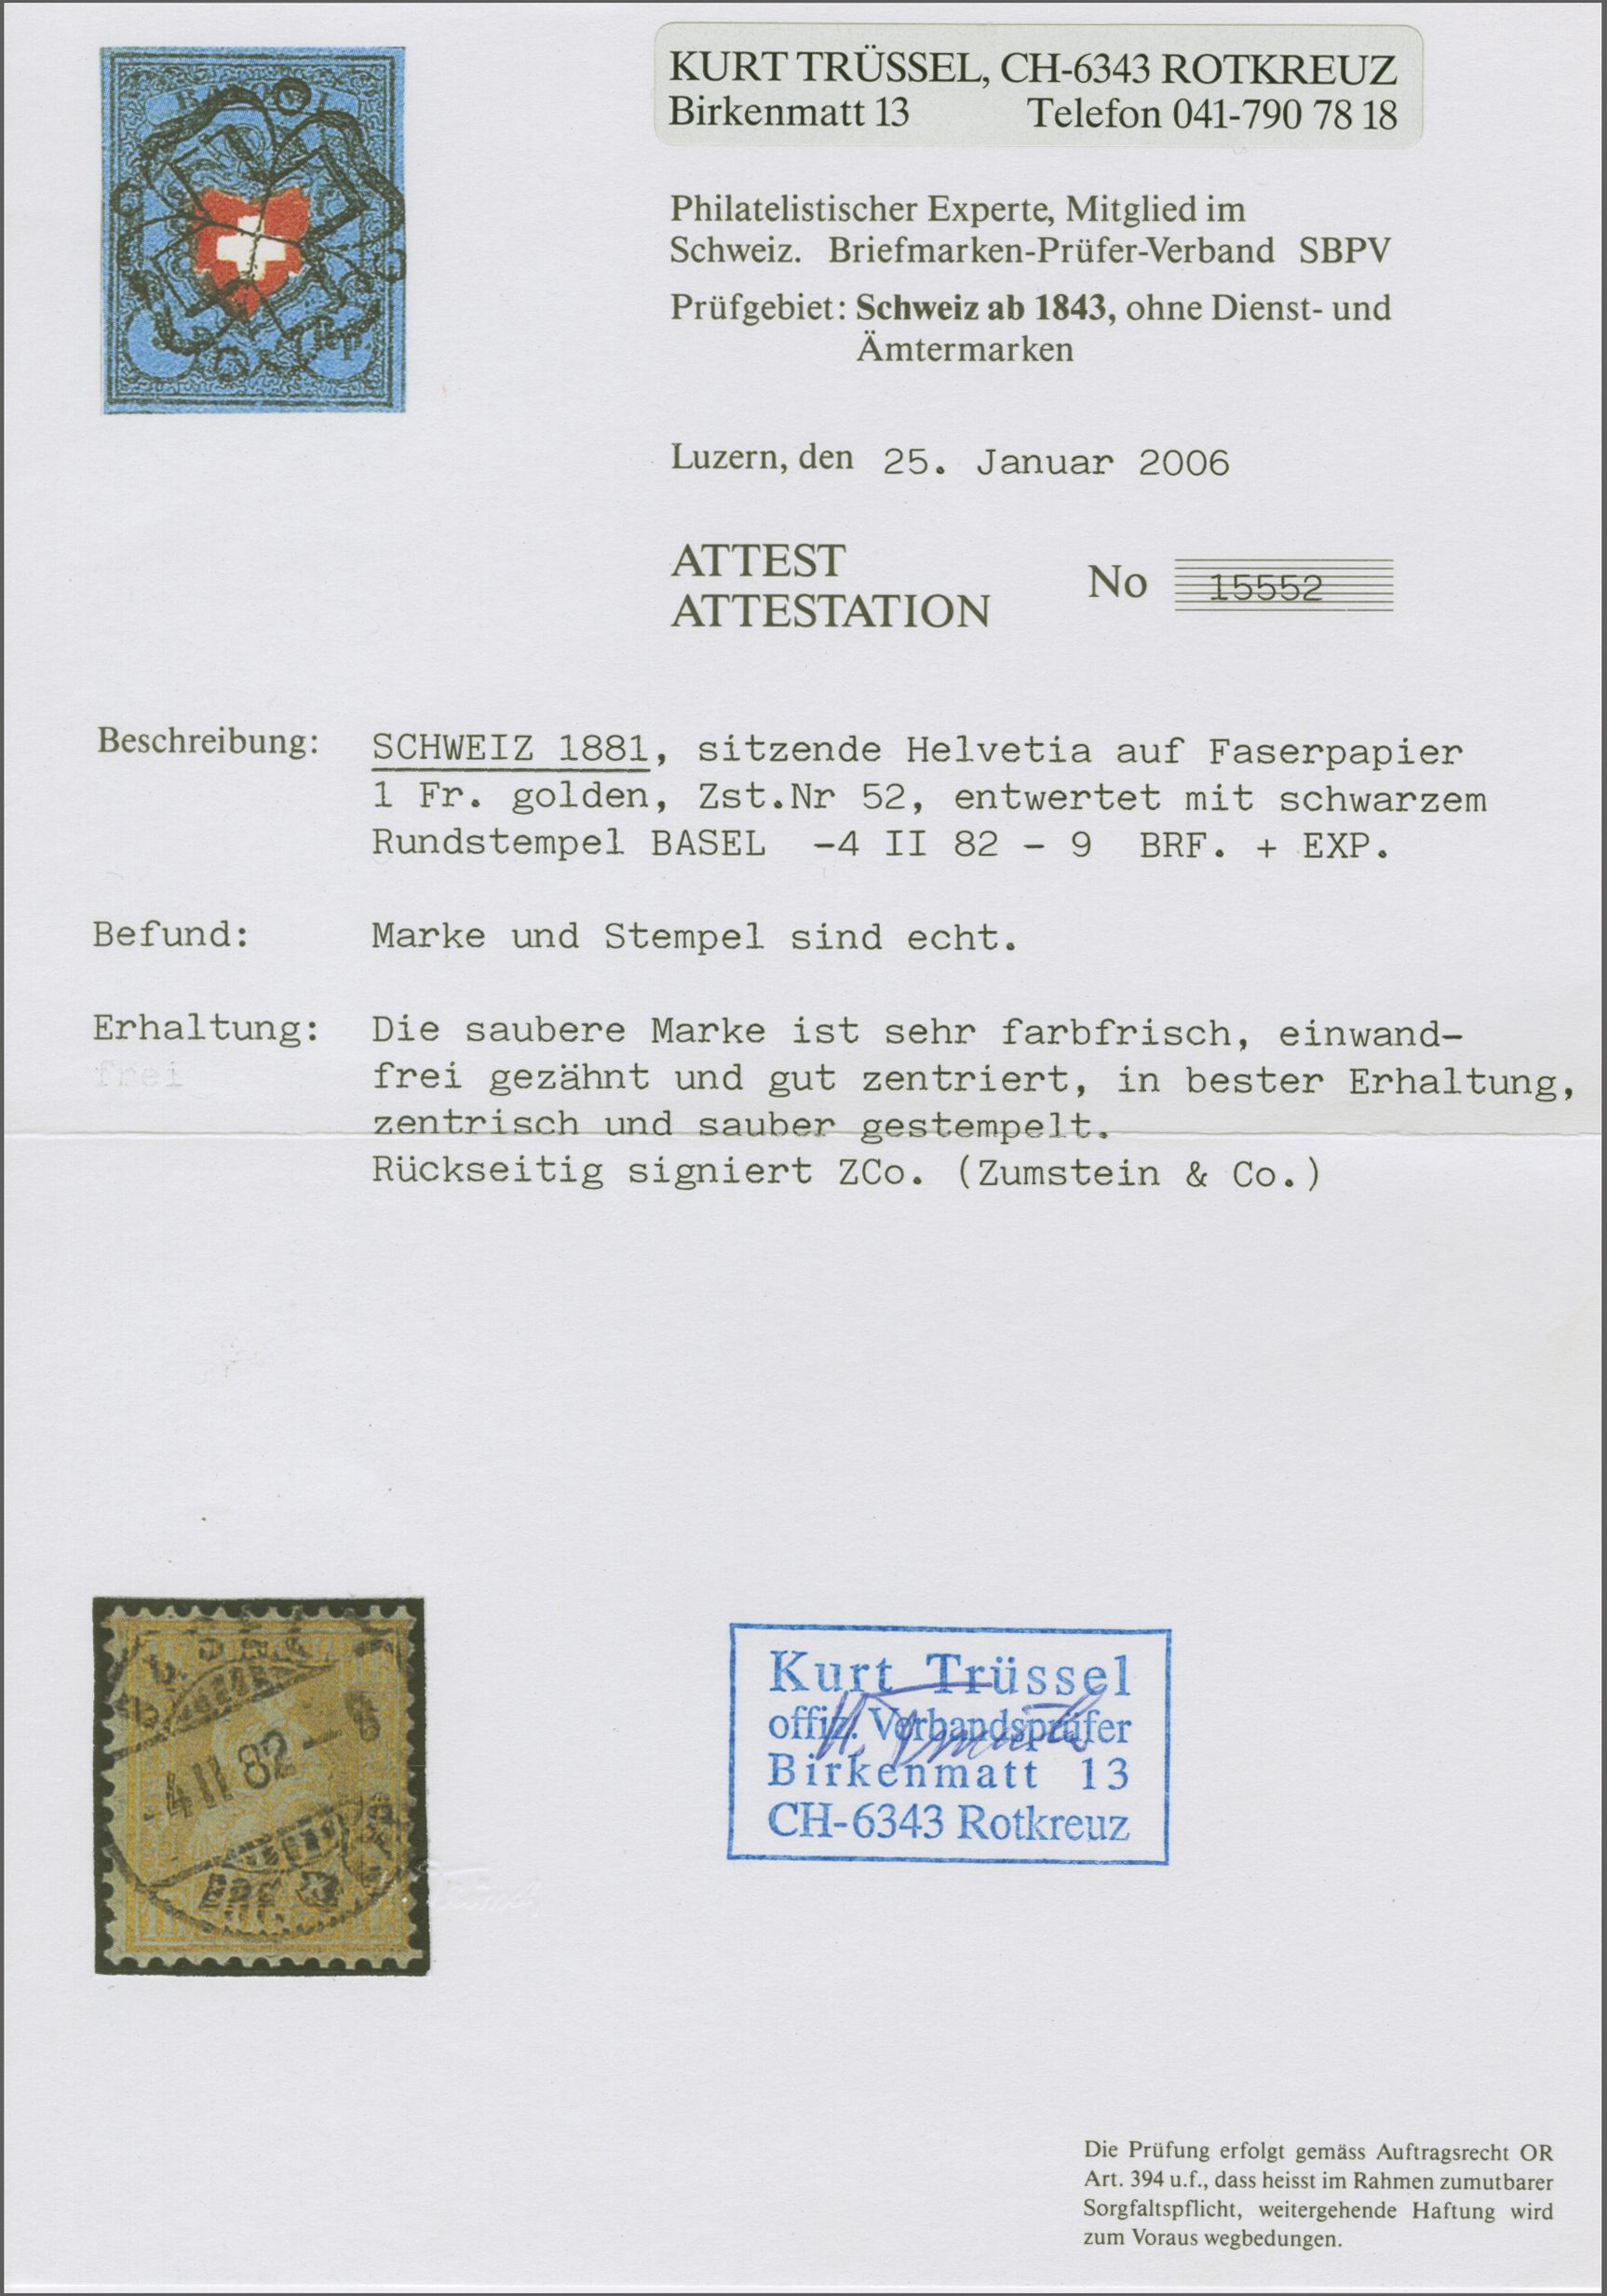 KURT TRÜSSEL, CH-6343 ROTKREUZ
Birkenmatt 13 Telefon 041-790 78 18
Philatelistischer Experte, Mitglied im
Schweiz. Briefmarken-Prüfer-Verband SBPV
Prüfgebiet: Schweiz ab 1843, ohne Dienst- und
Ämtermarken
Luzern, den 25. Januar 2006
ATTEST
ATTESTATION
No 15552
Beschreibung: SCHWEIZ 1881, sitzende Helvetia auf Faserpapier
1 Fr. golden, Zst.Nr 52, entwertet mit schwarzem
Rundstempel BASEL -4 II 82 - 9 BRF. + EXP.
Befund: Marke und Stempel sind echt.
Erhaltung: Die saubere Marke ist sehr farbfrisch, einwand-
frei frei gezähnt und gut zentriert, in bester Erhaltung,
zentrisch und sauber gestempelt.
Rückseitig signiert ZCo. (Zumstein & Co.)
-4 II 82
Kurt Trüssel
offiz. Verbandsprüfer
Birkenmatt 13
CH-6343 Rotkreuz
Die Prüfung erfolgt gemäss Auftragsrecht OR
Art. 394 u.f., dass heisst im Rahmen zumutbarer
Sorgfaltspflicht, weitergehende Haftung wird
zum Voraus wegbedungen.